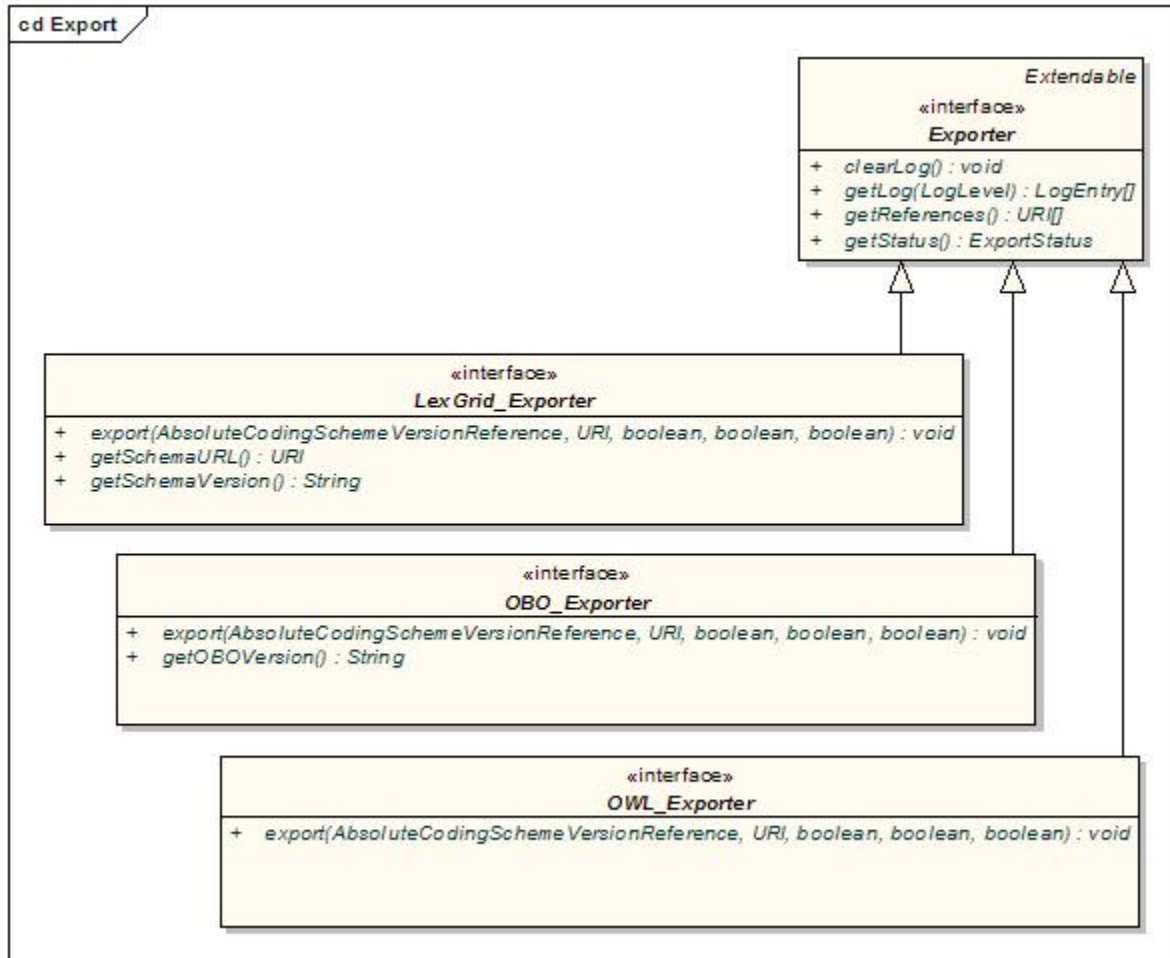 cd Export
Extendable
«interface»
Exporter
+ clearLog() : void
+ getLog(LogLevel) : LogEntry[]
+ getReferences() : URI[]
+ getStatus() : ExportStatus
«interface»
LexGrid_Exporter
+ export(AbsoluteCodingSchemeVersionReference, URI, boolean, boolean, boolean) : void
+ getSchemaURL() : URI
+ getSchemaVersion() : String
«interface»
OBO_Exporter
+ export(AbsoluteCodingSchemeVersionReference, URI, boolean, boolean, boolean) : void
+ getOBOVersion() : String
«interface»
OWL_Exporter
+ export(AbsoluteCodingSchemeVersionReference, URI, boolean, boolean, boolean) : void